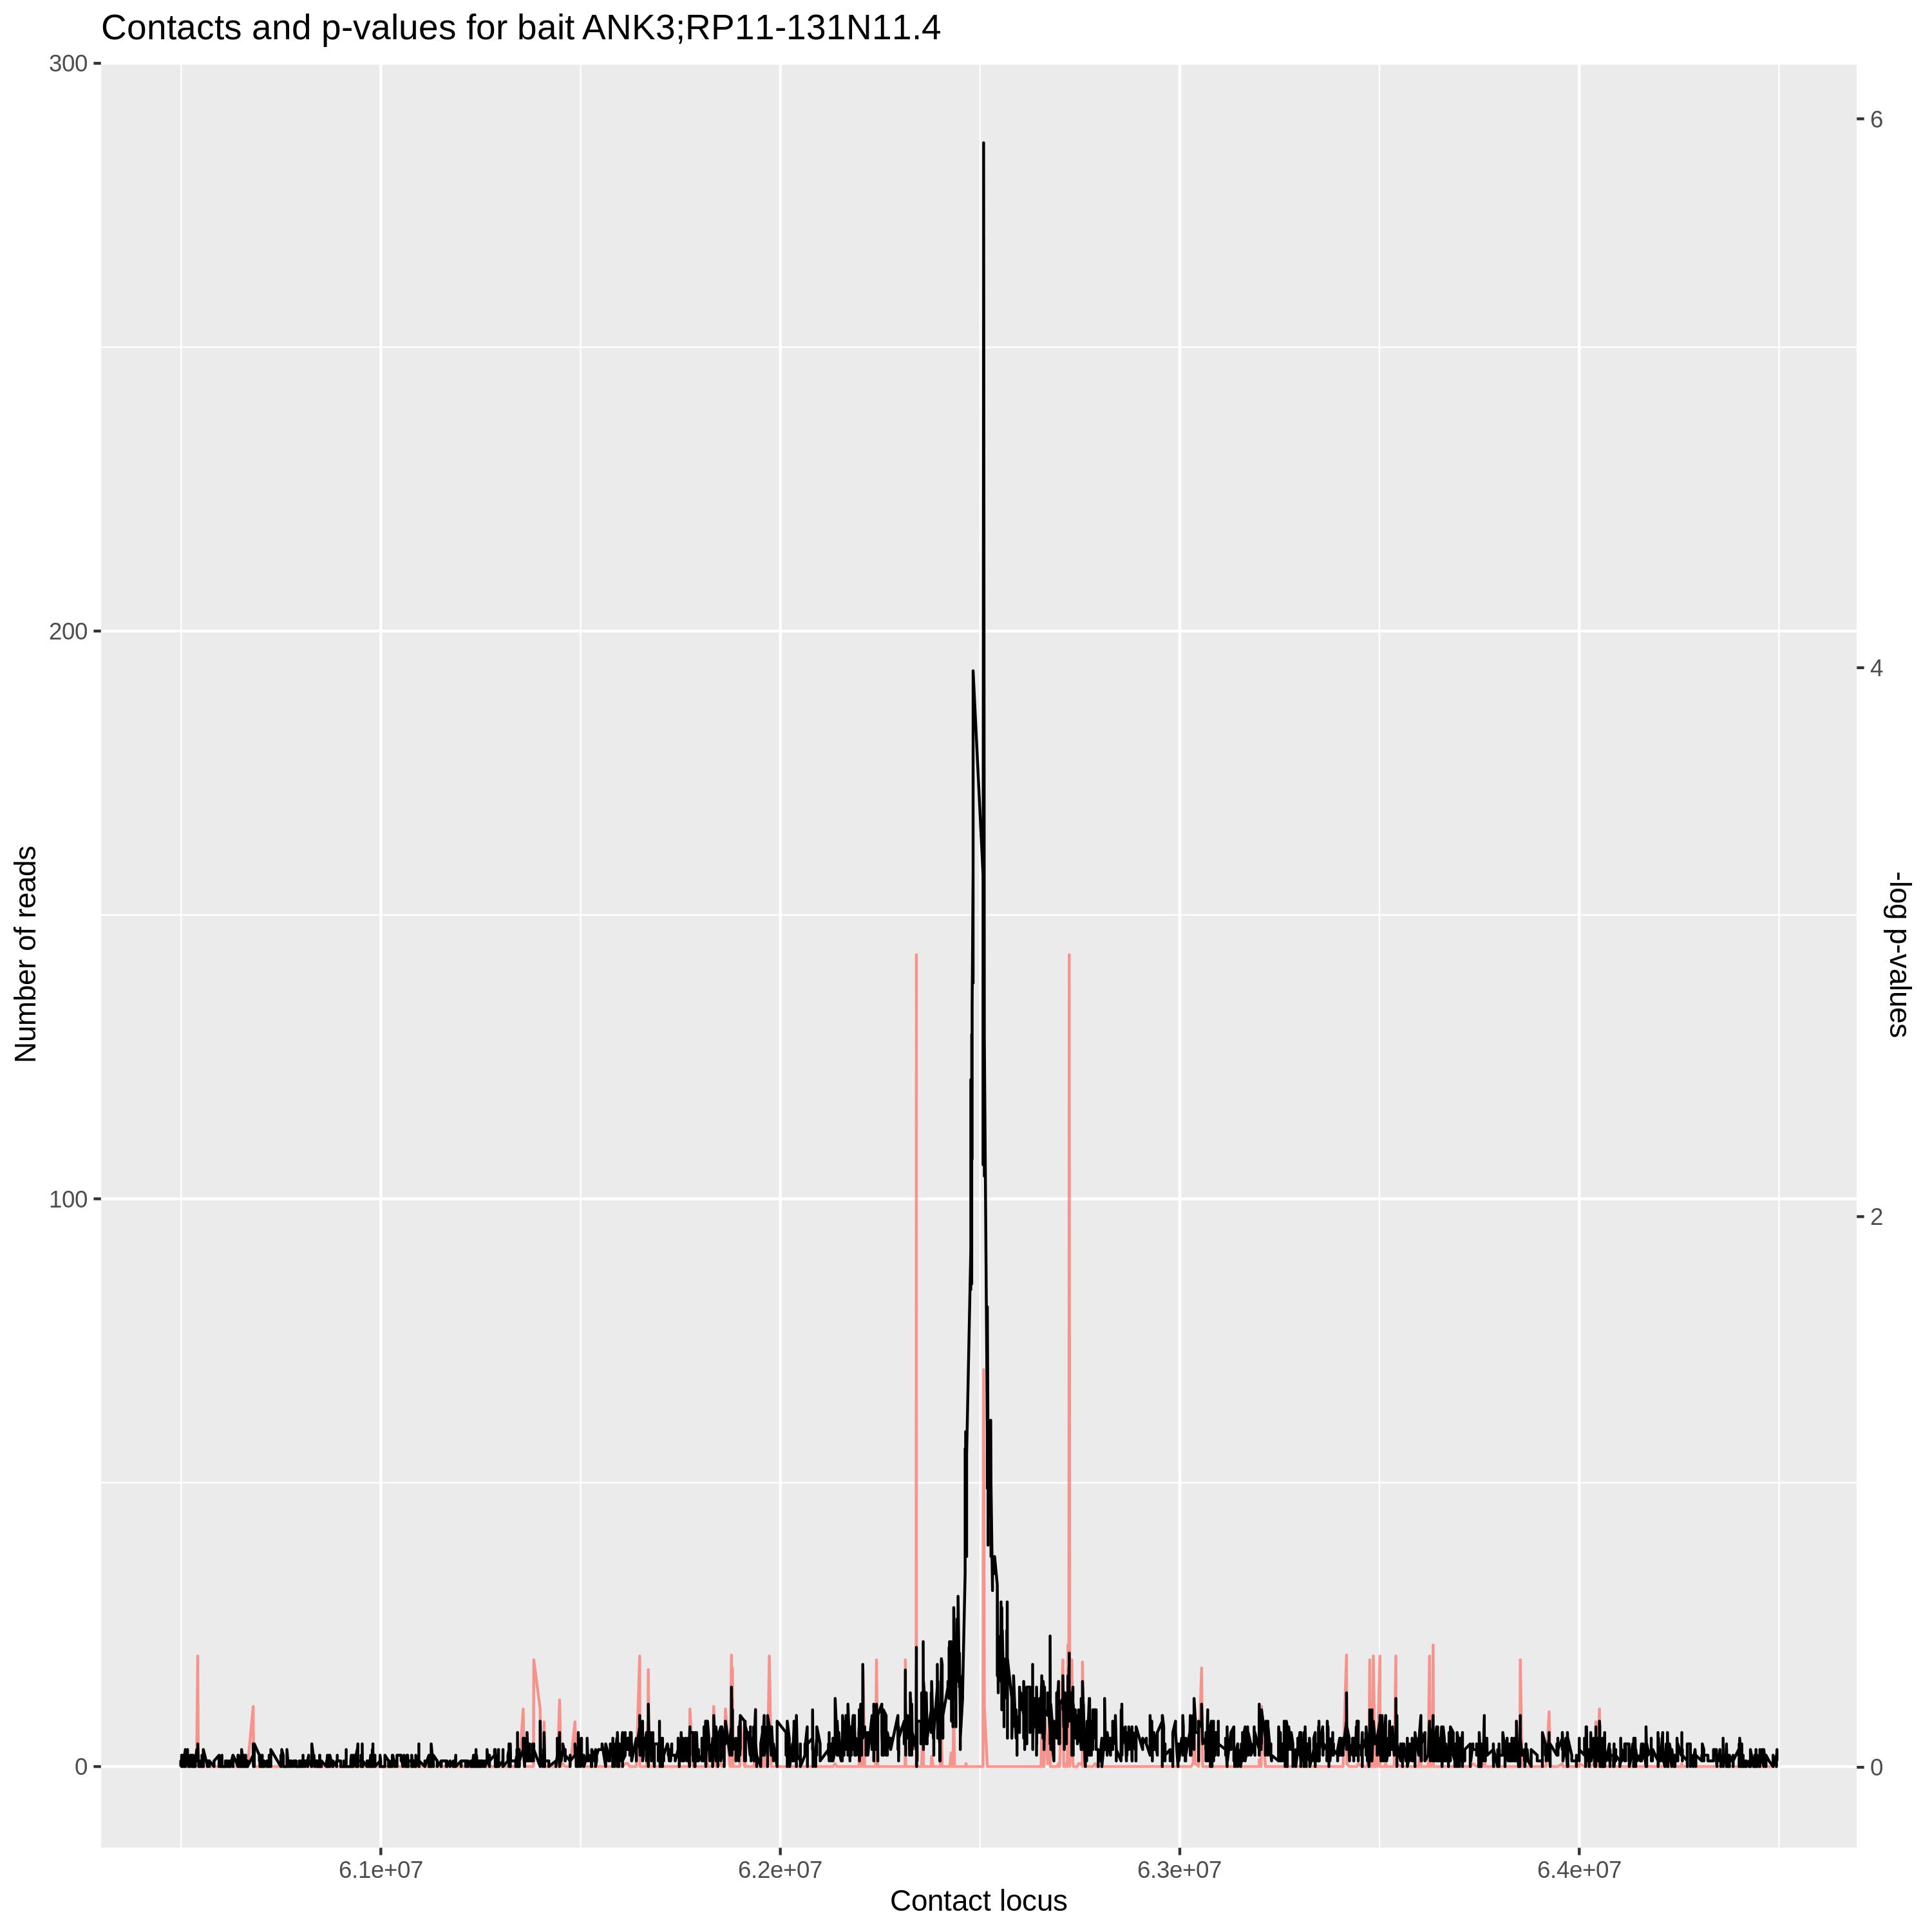 Contacts and p-values for bait ANK3;RP11-131N11.4
300
200
100
0
Number of reads
6
4
2
0
-log p-values
6.1e+07
6.2e+07
6.3e+07
6.4e+07
Contact locus